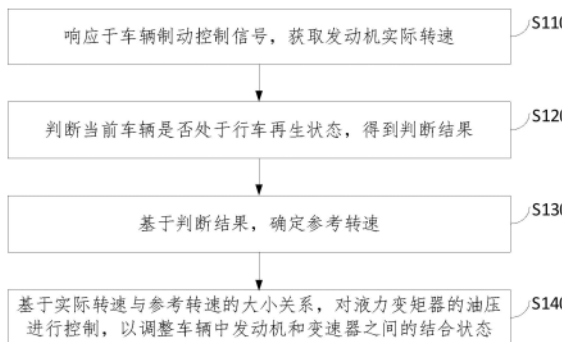 响应于车辆制动控制信号，获取发动机实际转速
S110
判断当前车辆是否处于行车再生状态，得到判断结果
S120
基于判断结果，确定参考转速
S130
基于实际转速与参考转速的大小关系，对液力变矩器的油压
进行控制，以调整车辆中发动机和变速器之间的结合状态
S140